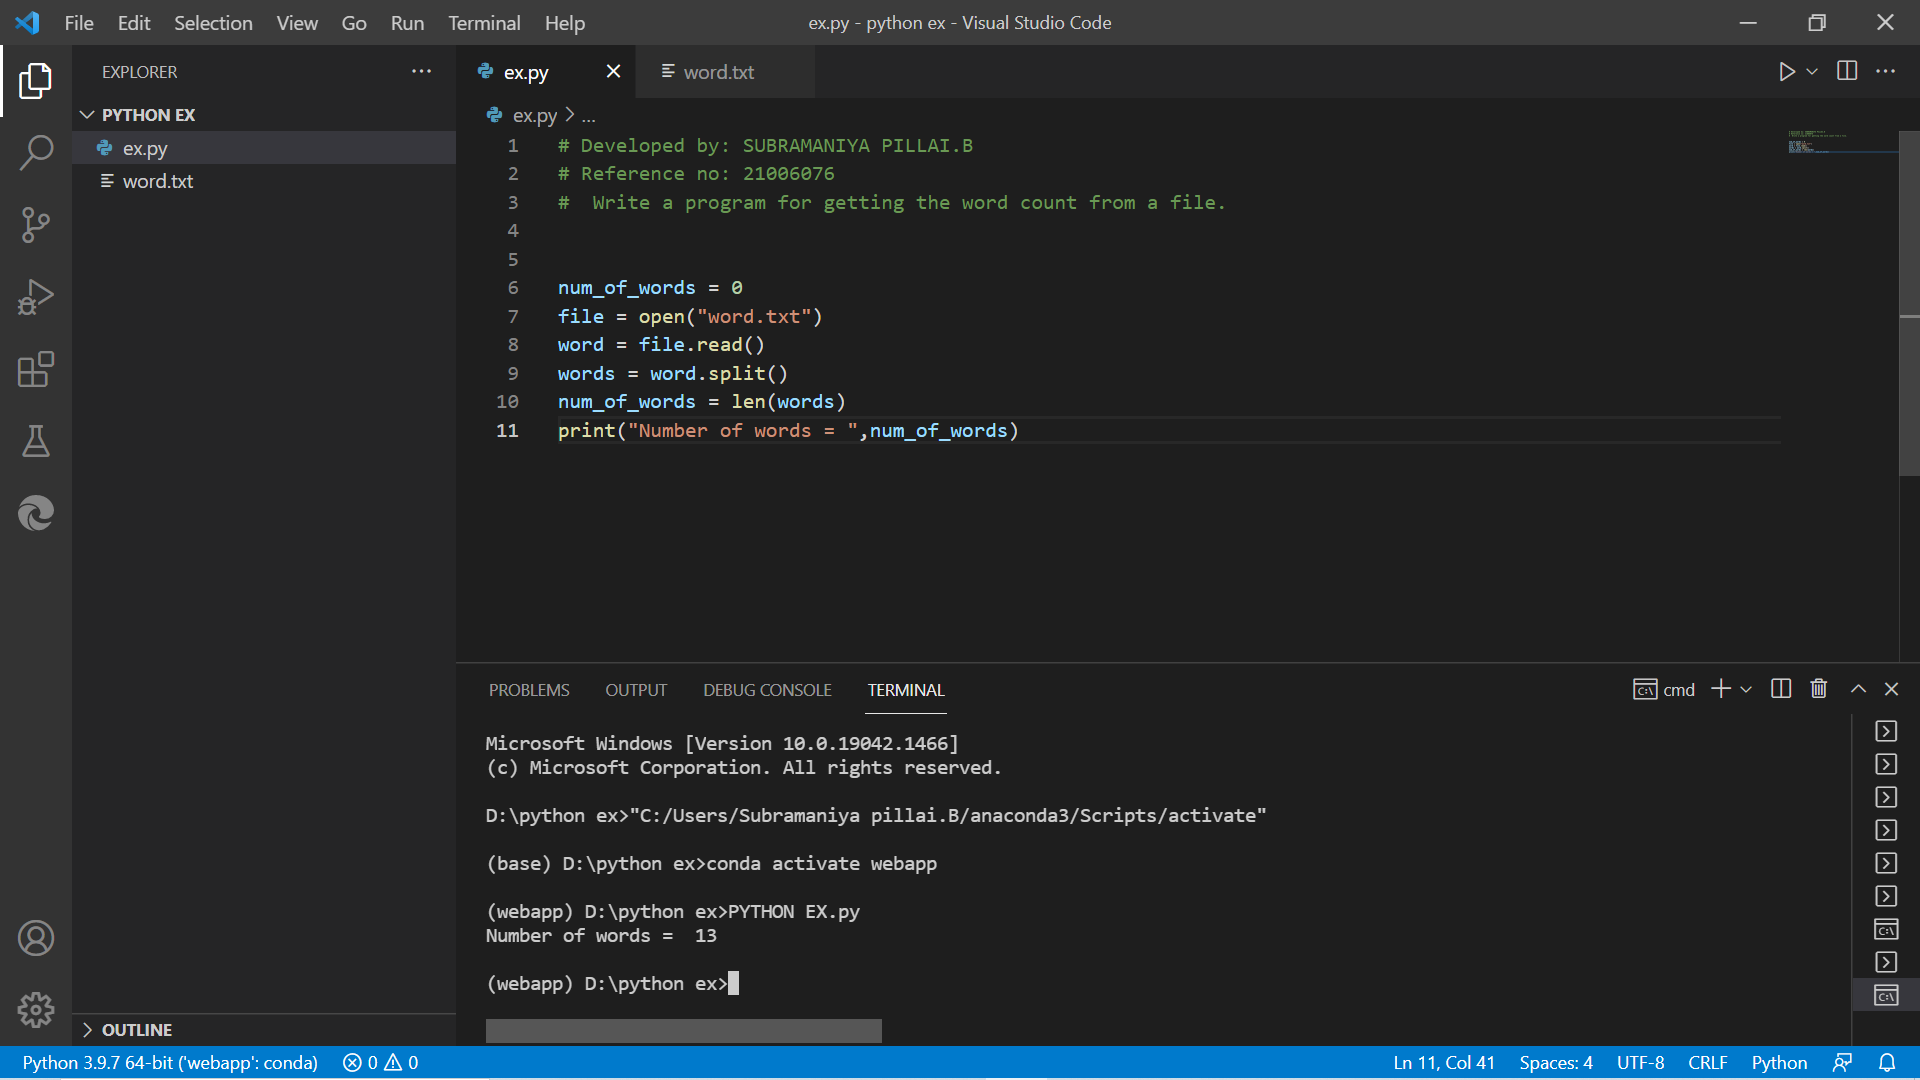 File Edit Selection View Go Run Terminal Help
ex.py - python ex - Visual Studio Code
EXPLORER
PYTHON EX
ex.py
word.txt
OUTLINE
ex.py
word.txt
ex.py > ...
1 # Developed by: SUBRAMANIYA PILLAI.B
2 # Reference no: 21006076
3 #  Write a program for getting the word count from a file.
4
5
6 num_of_words = 0
7 file = open("word.txt")
8 word = file.read()
9 words = word.split()
10 num_of_words = len(words)
11 print("Number of words = ",num_of_words)
PROBLEMS OUTPUT DEBUG CONSOLE TERMINAL
cmd
Microsoft Windows [Version 10.0.19042.1466]
(c) Microsoft Corporation. All rights reserved.
D:\python ex>"C:/Users/Subramaniya pillai.B/anaconda3/Scripts/activate"
(base) D:\python ex>conda activate webapp
(webapp) D:\python ex>PYTHON EX.py
Number of words =  13
(webapp) D:\python ex>
Python 3.9.7 64-bit ('webapp': conda) 0 0 Ln 11, Col 41 Spaces: 4 UTF-8 CRLF Python